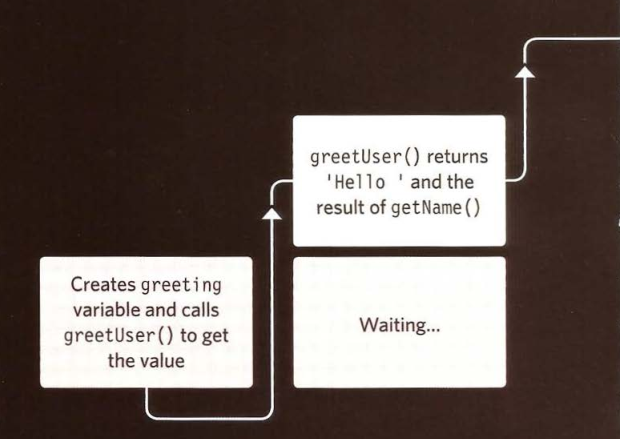 greetUser() returns
'Hello ' and the
result of getName()
Creates greeting
variable and calls
greetUser() to get
the value
Waiting...